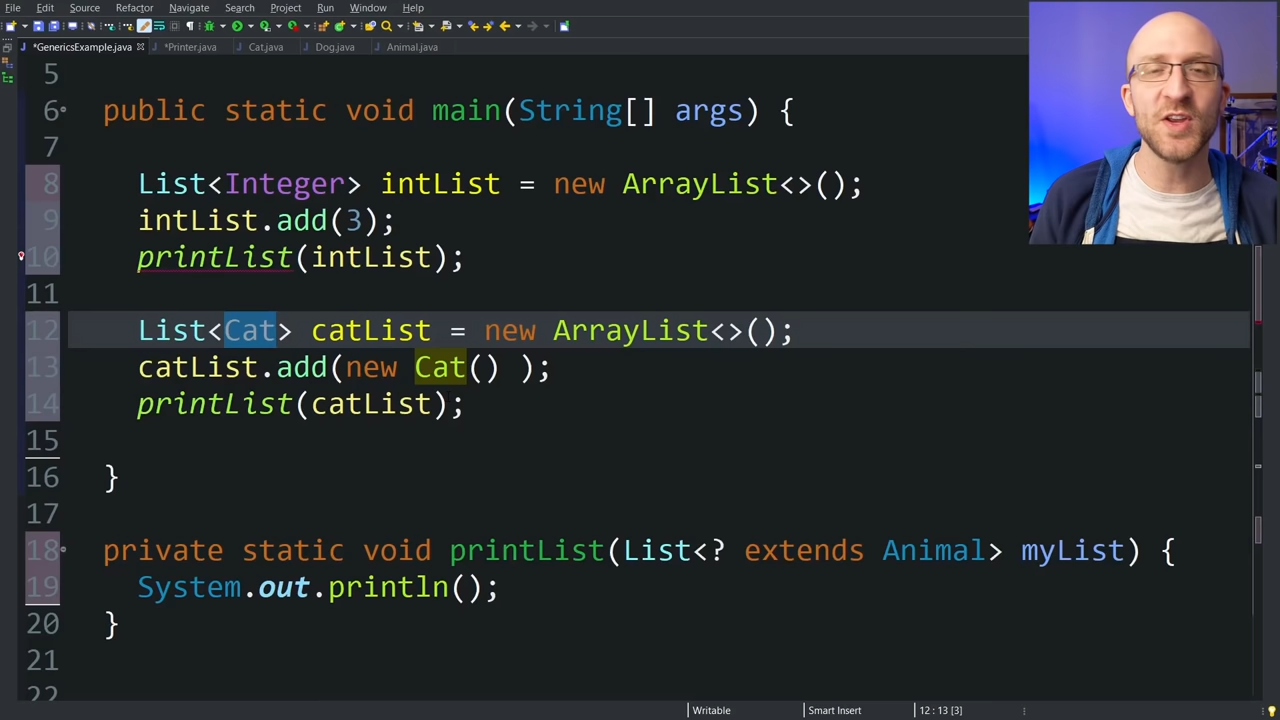 File Edit Source Refactor Navigate Search Project Run Window Help
*GenericsExample.java *Printer.java Cat.java Dog.java Animal.java
5
6 public static void main(String[] args) {
7
8 List<Integer> intList = new ArrayList<>();
9 intList.add(3);
10 printList(intList);
11
12 List<Cat> catList = new ArrayList<>();
13 catList.add(new Cat() );
14 printList(catList);
15
16 }
17
18 private static void printList(List<? extends Animal> myList) {
19 System.out.println();
20 }
21
22
Writable Smart Insert 12 : 13 [3]